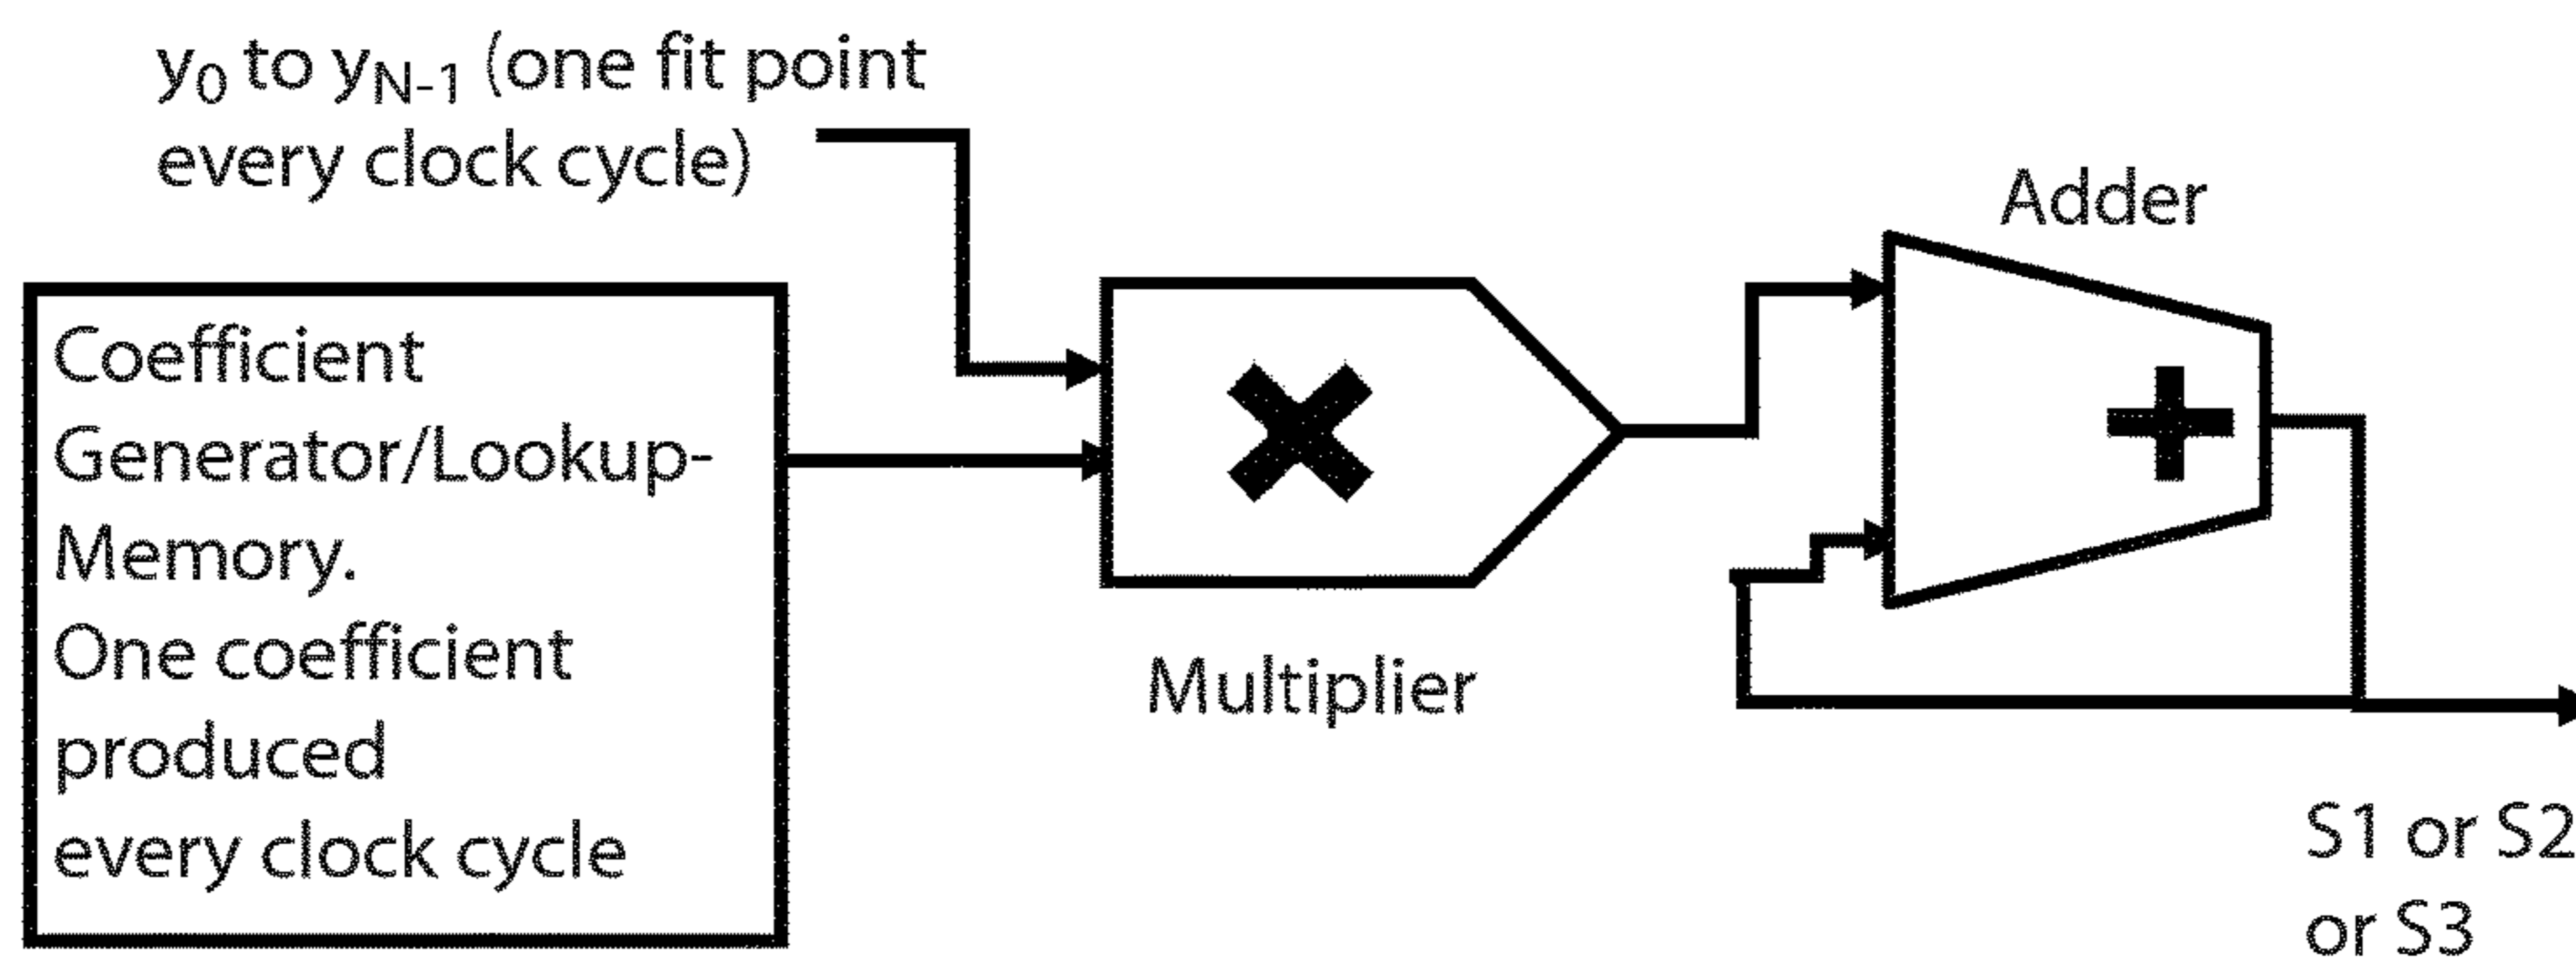 y0 to yN-1 (one fit point
every clock cycle)
Adder
Coefficient
Generator/Lookup-
Memory.
One coefficient
produced
every clock cycle
Multiplier
S1 or S2
or S3